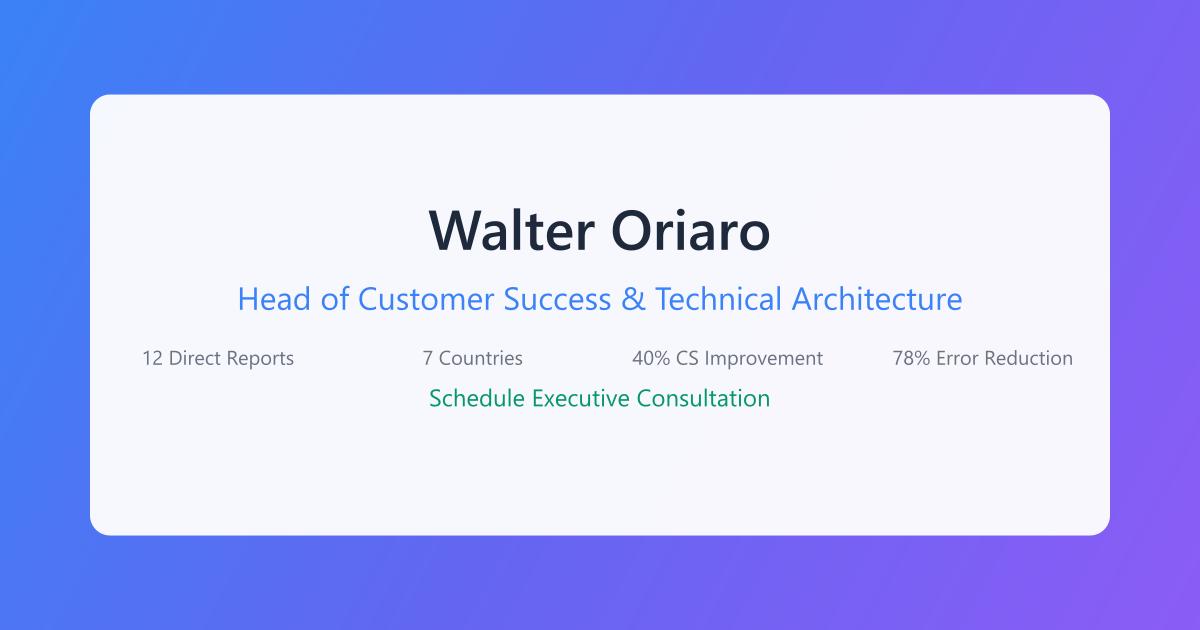 Walter Oriaro
Head of Customer Success & Technical Architecture
12 Direct Reports 7 Countries 40% CS Improvement 78% Error Reduction
Schedule Executive Consultation